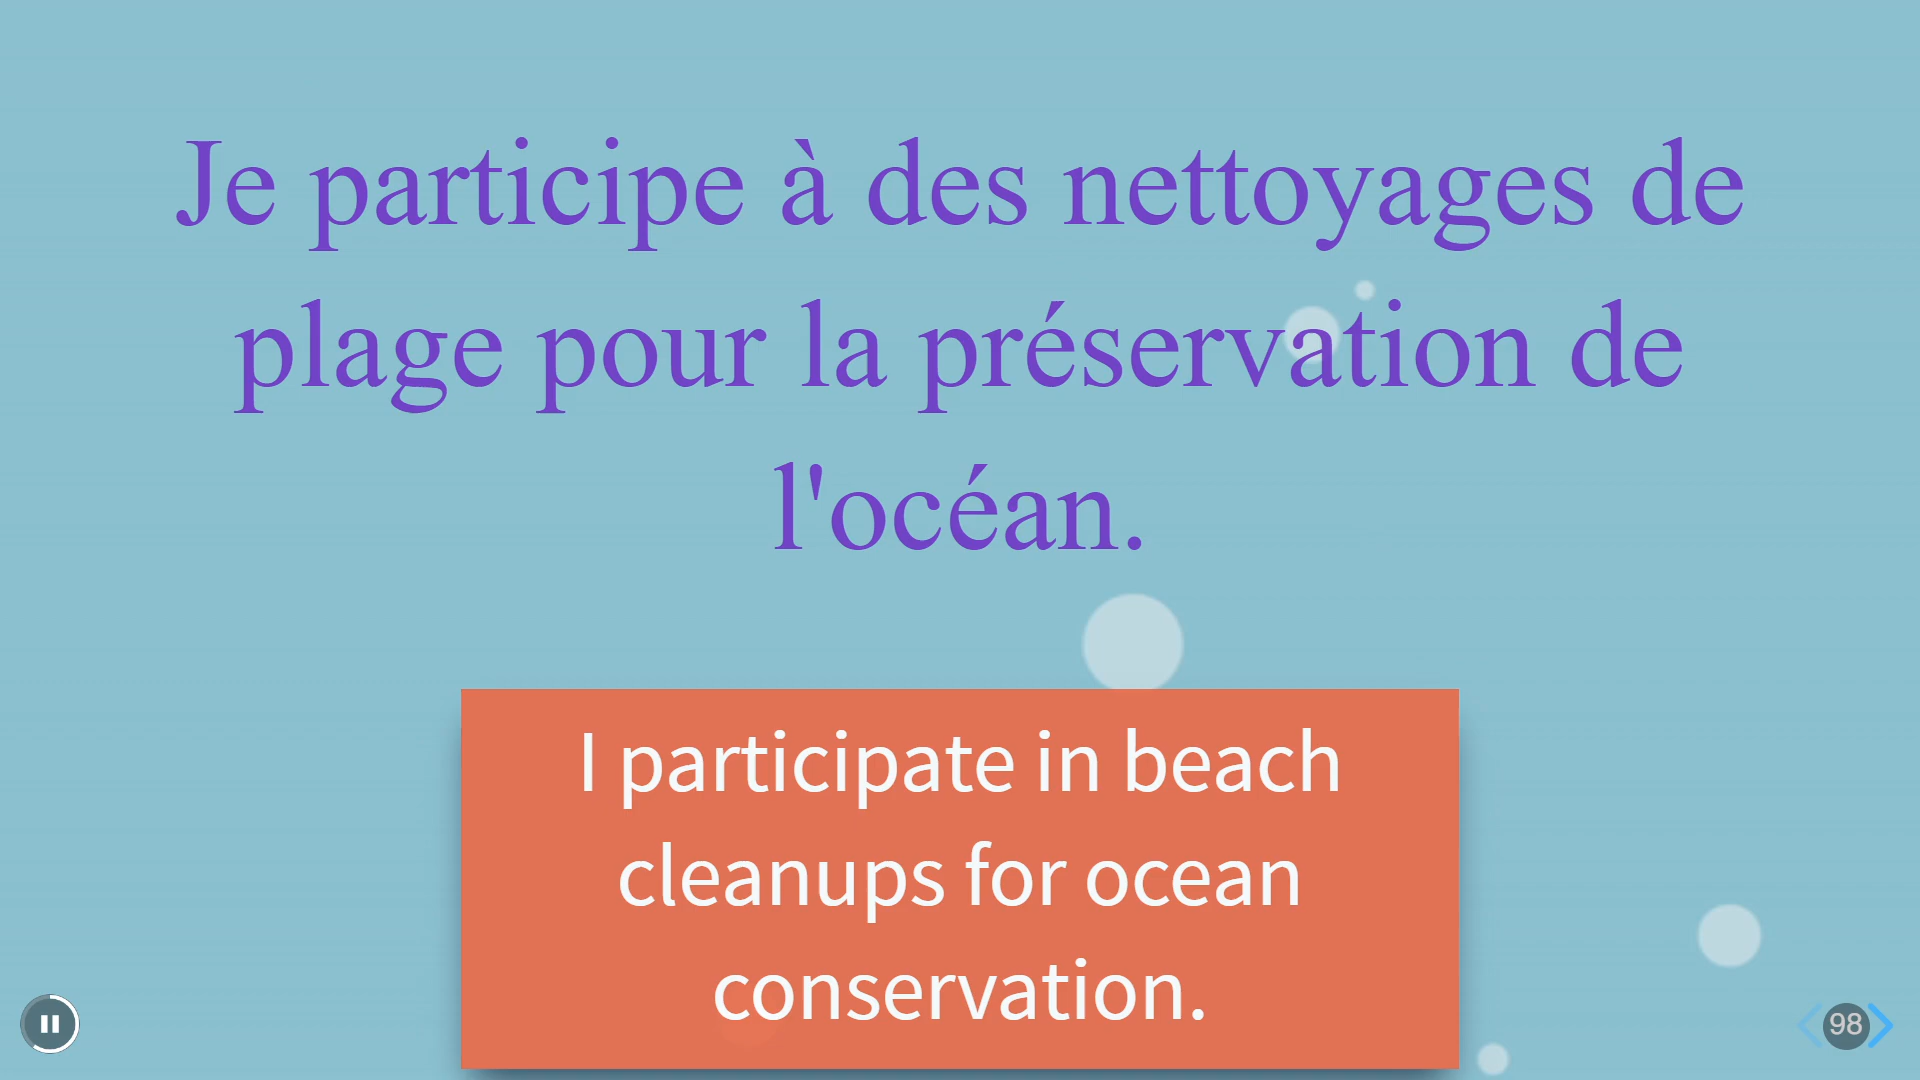 Je participe à des nettoyages de
plage pour la préservation de
l'océan.
I participate in beach
cleanups for ocean
conservation.
98